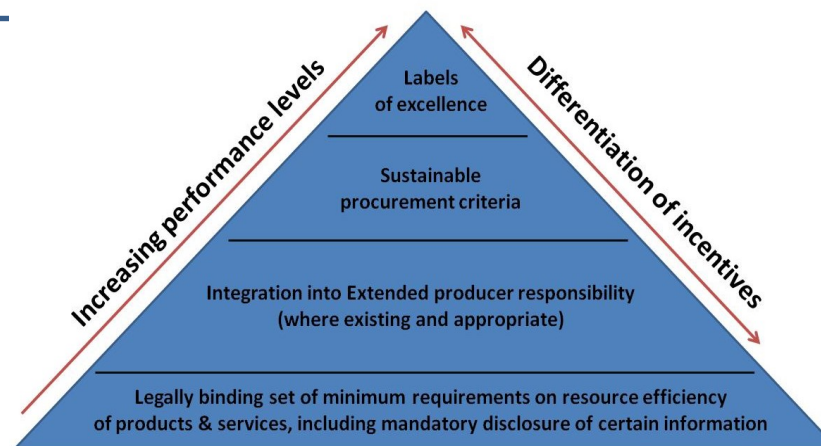 Increasing performance levels
Differentiation of incentives
Labels
of excellence
Sustainable
procurement criteria
Integration into Extended producer responsibility
(where existing and appropriate)
Legally binding set of minimum requirements on resource efficiency
of products & services, including mandatory disclosure of certain information